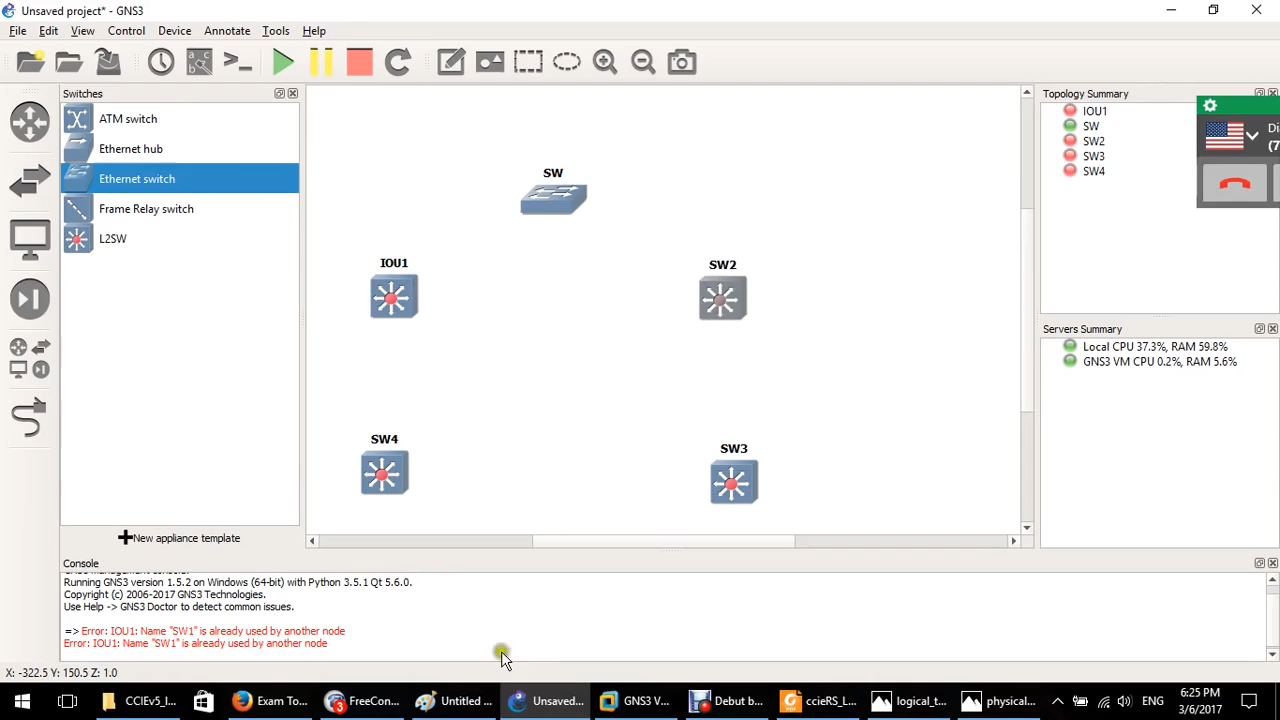 Unsaved project* - GNS3
File Edit View Control Device Annotate Tools Help
Switches
ATM switch
Ethernet hub
Ethernet switch
Frame Relay switch
L2SW
New appliance template
SW
IOU1
SW2
SW4
SW3
Topology Summary
IOU1
SW
SW2
SW3
SW4
Di
(7
Servers Summary
Local CPU 37.3%, RAM 59.8%
GNS3 VM CPU 0.2%, RAM 5.6%
Console
Running GNS3 version 1.5.2 on Windows (64-bit) with Python 3.5.1 Qt 5.6.0.
Copyright (c) 2006-2017 GNS3 Technologies.
Use Help -> GNS3 Doctor to detect common issues.
=> Error: IOU1: Name "SW1" is already used by another node
Error: IOU1: Name "SW1" is already used by another node
X: -322.5 Y: 150.5 Z: 1.0
CCIEv5_l... Exam To... 3 FreeCon... Untitled ... Unsaved... GNS3 V... Debut b... ccieRS_L... logical_t... physical... ENG
6:25 PM
3/6/2017